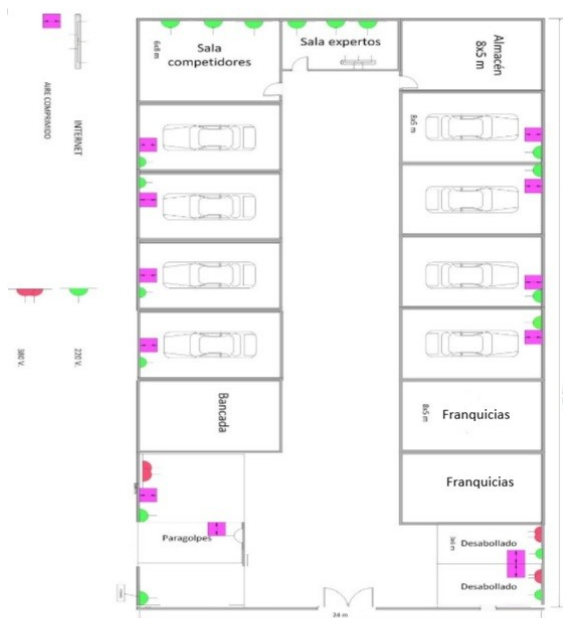 AIRE COMPRIMIDO
INTERNET
380 V.
220 V.
6x8 m
Sala
competidores
Sala expertos
Almacén
8x5 m
8x5 m
Bancada
8x5 m
Franquicias
Franquicias
Paragolpes
Desabollado
3x6 m
Desabollado
24 m